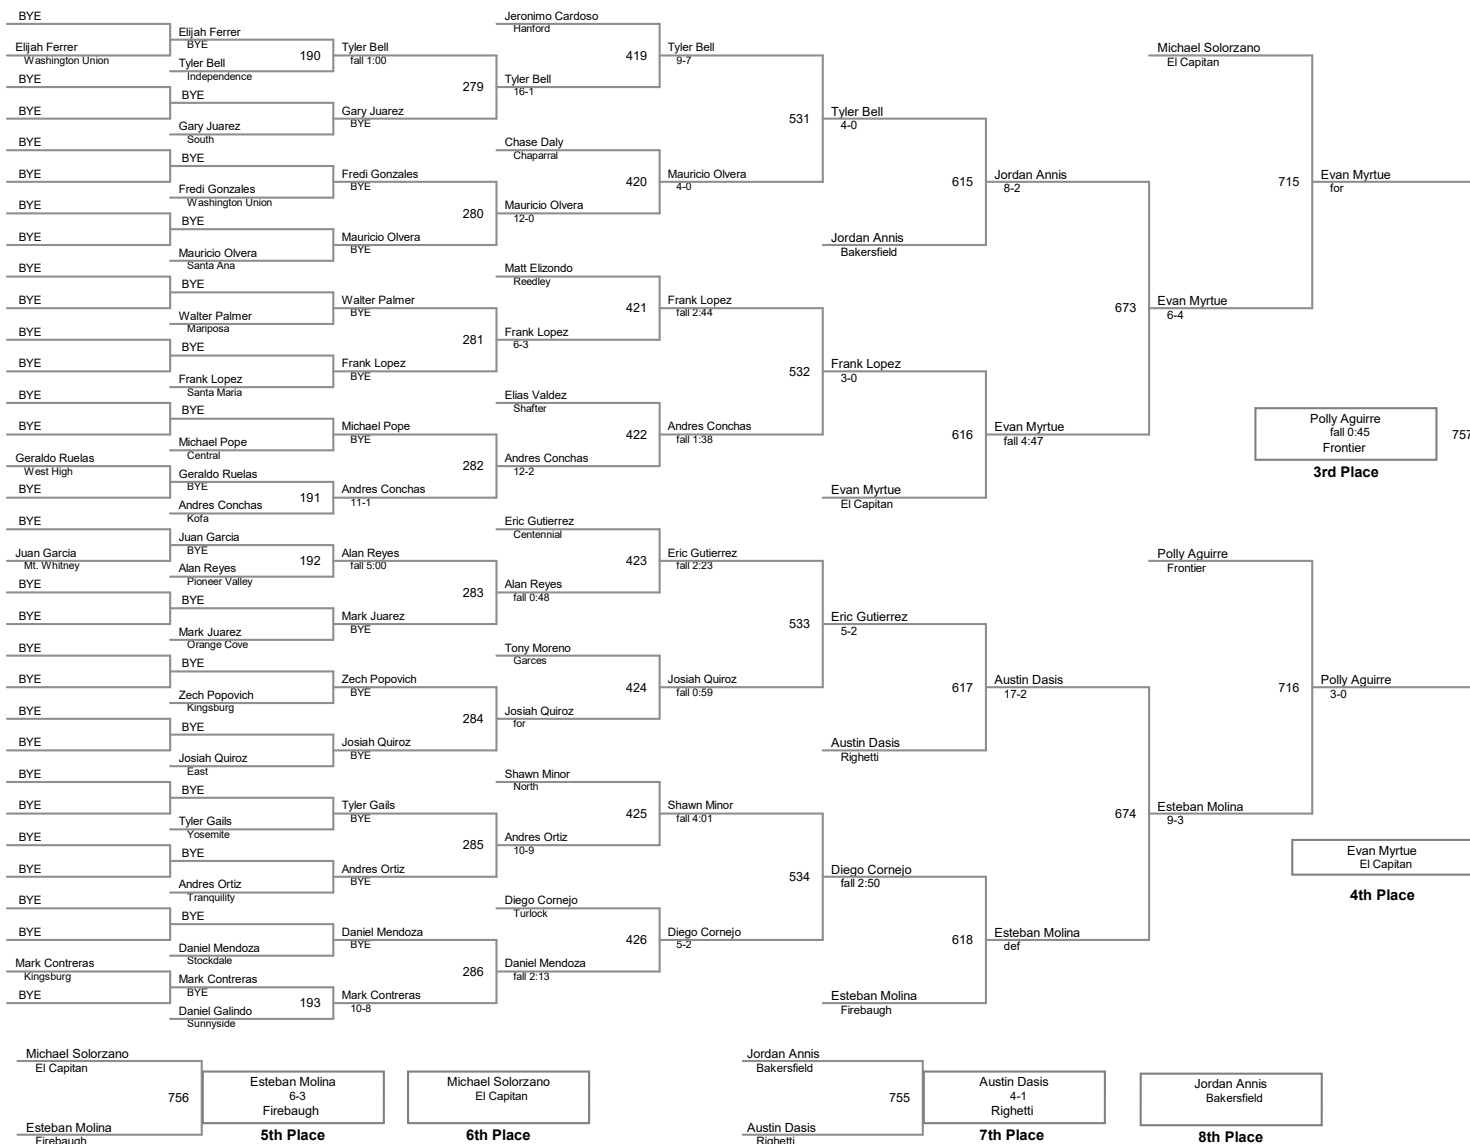 BYE
Elijah Ferrer
Washington Union
BYE
BYE
BYE
BYE
BYE
BYE
BYE
BYE
BYE
BYE
BYE
BYE
Geraldo Ruelas
West High
BYE
BYE
Juan Garcia
Mt. Whitney
BYE
BYE
BYE
BYE
BYE
BYE
BYE
BYE
BYE
BYE
BYE
BYE
Mark Contreras
Kingsburg
BYE
Elijah Ferrer
BYE
190
Tyler Bell
Independence
BYE
Gary Juarez
South
BYE
Fredi Gonzales
Washington Union
BYE
Mauricio Olvera
Santa Ana
BYE
Walter Palmer
Mariposa
BYE
Frank Lopez
Santa Maria
BYE
Michael Pope
Central
Geraldo Ruelas
BYE
191
Andres Conchas
Kofa
Juan Garcia
BYE
192
Alan Reyes
Pioneer Valley
BYE
Mark Juarez
Orange Cove
BYE
Zech Popovich
Kingsburg
BYE
Josiah Quiroz
East
BYE
Tyler Gails
Yosemite
BYE
Andres Ortiz
Tranquility
BYE
Daniel Mendoza
Stockdale
Mark Contreras
BYE
193
Daniel Galindo
Sunnyside
Tyler Bell
fall 1:00
279
Gary Juarez
BYE
Fredi Gonzales
BYE
280
Mauricio Olvera
BYE
Walter Palmer
BYE
281
Frank Lopez
BYE
Michael Pope
BYE
282
Andres Conchas
11-1
Alan Reyes
fall 5:00
283
Mark Juarez
BYE
Zech Popovich
BYE
284
Josiah Quiroz
BYE
Tyler Gails
BYE
285
Andres Ortiz
BYE
Daniel Mendoza
BYE
286
Mark Contreras
10-8
Jeronimo Cardoso
Hanford
419
Tyler Bell
16-1
Chase Daly
Chaparral
420
Mauricio Olvera
12-0
Matt Elizondo
Reedley
421
Frank Lopez
6-3
Elias Valdez
Shafter
422
Andres Conchas
12-2
Eric Gutierrez
Centennial
423
Alan Reyes
fall 0:48
Tony Moreno
Garces
424
Josiah Quiroz
for
Shawn Minor
North
425
Andres Ortiz
10-9
Diego Cornejo
Turlock
426
Daniel Mendoza
fall 2:13
Tyler Bell
9-7
531
Mauricio Olvera
4-0
Frank Lopez
fall 2:44
532
Andres Conchas
fall 1:38
Eric Gutierrez
fall 2:23
533
Josiah Quiroz
fall 0:59
Shawn Minor
fall 4:01
534
Diego Cornejo
5-2
Tyler Bell
4-0
615
Jordan Annis
Bakersfield
Frank Lopez
3-0
616
Evan Myrtue
El Capitan
Eric Gutierrez
5-2
617
Austin Dasis
Righetti
Diego Cornejo
fall 2:50
618
Esteban Molina
Firebaugh
Jordan Annis
8-2
673
Evan Myrtue
fall 4:47
Austin Dasis
17-2
674
Esteban Molina
def
Michael Solorzano
El Capitan
715
Evan Myrtue
6-4
Polly Aguirre
Frontier
716
Esteban Molina
9-3
Evan Myrtue
for
Polly Aguirre
fall 0:45
Frontier
757
3rd Place
Polly Aguirre
3-0
Evan Myrtue
El Capitan
4th Place
Michael Solorzano
El Capitan
756
Esteban Molina
Firebaugh
Esteban Molina
6-3
Firebaugh
5th Place
Michael Solorzano
El Capitan
6th Place
Jordan Annis
Bakersfield
755
Austin Dasis
Righetti
Austin Dasis
4-1
Righetti
7th Place
Jordan Annis
Bakersfield
8th Place